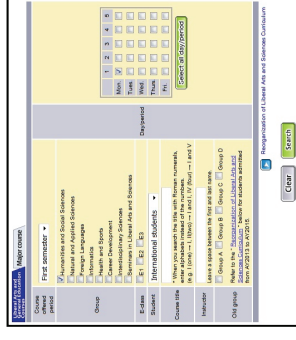 Liberal Arts and
Sciences Education
Courses
Major course
Course
offered
period
First semester
Group
Humanities and Social Sciences
Natural and Applied Sciences
Foreign Languages
Informatics
Health and Sports
Career Development
Interdisciplinary Sciences
Seminars in Liberal Arts and Sciences
E-class
E1 E2 E3
Student
International students
Course title
* When you search the title with Roman numerals,
enter alphabets instead of the numbers.
(e.g. I (one) → I, II(two) → I and I, IV (four) → I and V
Instructor
Leave a space between the first and last name.
Old group
Group A Group B Group C Group D
Refer to the "Reorganization of Liberal Arts and
Sciences Curriculum" below for students admitted
from AY2013 to AY2015
Day/period
1 2 3 4 5
Mon.
Tues.
Wed.
Thurs.
Fri.
Select all day/period
Reorganization of Liberal Arts and Sciences Curriculum
Clear Search